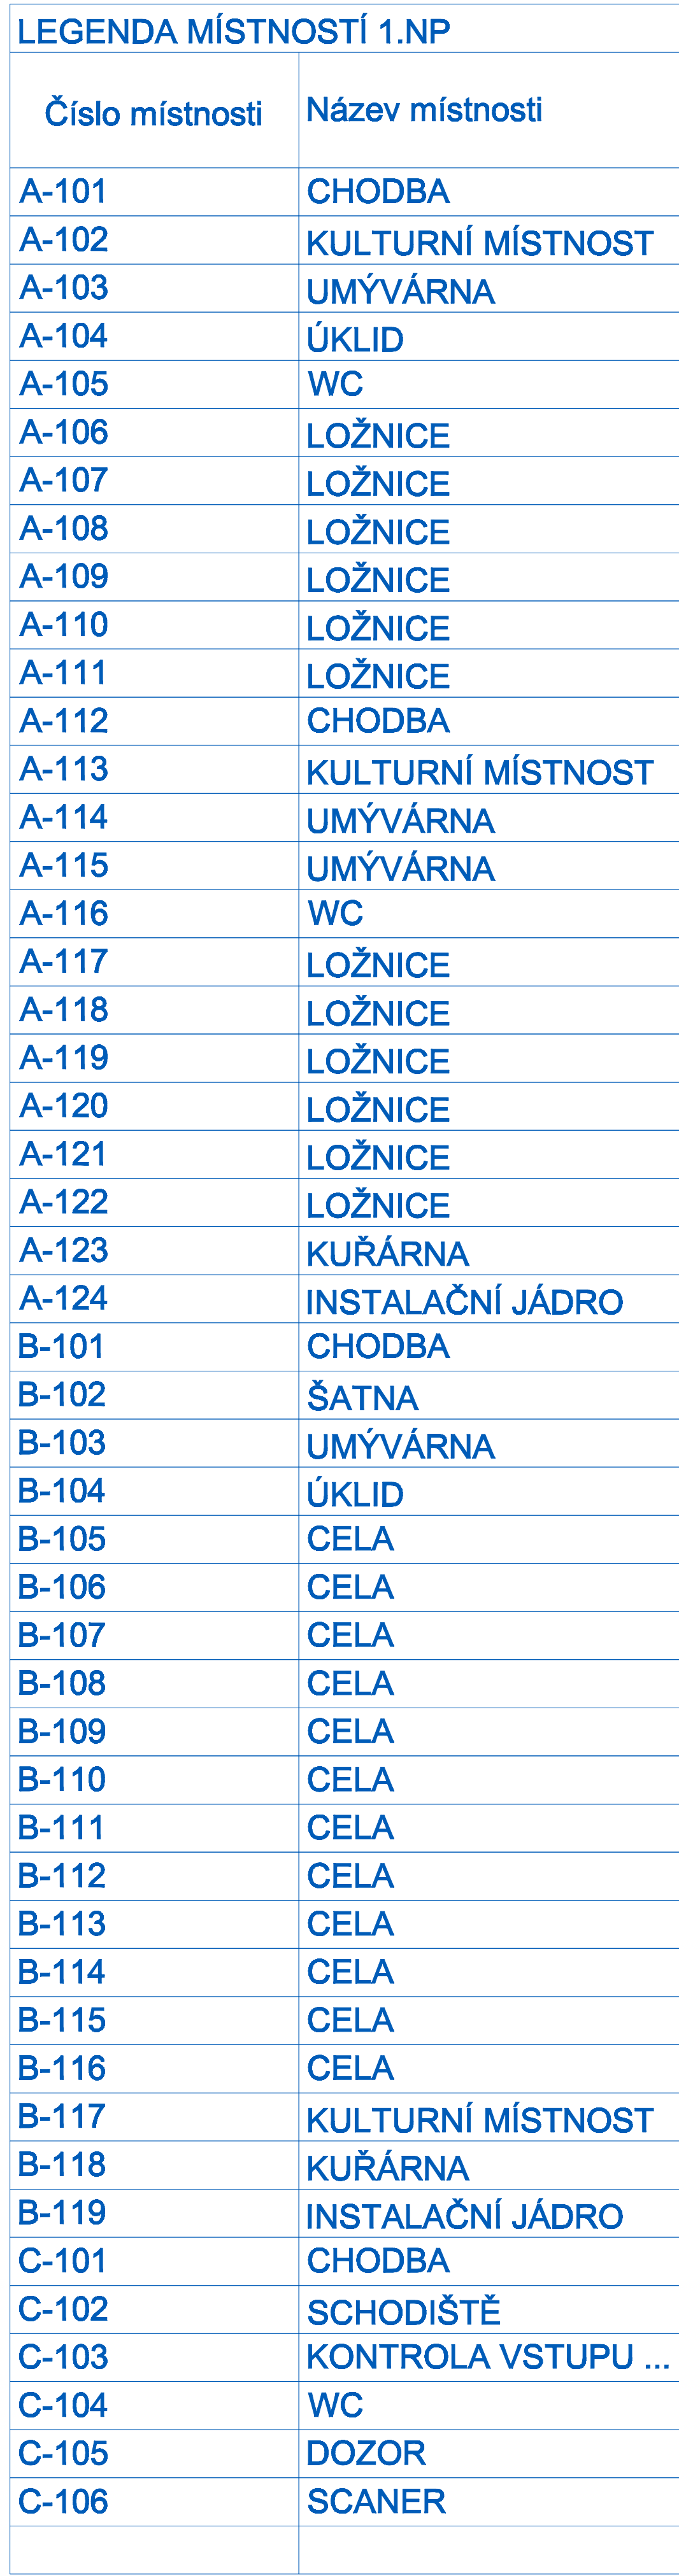 LEGENDA MÍSTNOSTÍ 1.NP
Číslo místnosti Název místnosti
A-101 CHODBA
A-102 KULTURNÍ MÍSTNOST
A-103 UMÝVÁRNA
A-104 ÚKLID
A-105 WC
A-106 LOŽNICE
A-107 LOŽNICE
A-108 LOŽNICE
A-109 LOŽNICE
A-110 LOŽNICE
A-111 LOŽNICE
A-112 CHODBA
A-113 KULTURNÍ MÍSTNOST
A-114 UMÝVÁRNA
A-115 UMÝVÁRNA
A-116 WC
A-117 LOŽNICE
A-118 LOŽNICE
A-119 LOŽNICE
A-120 LOŽNICE
A-121 LOŽNICE
A-122 LOŽNICE
A-123 KUŘÁRNA
A-124 INSTALAČNÍ JÁDRO
B-101 CHODBA
B-102 ŠATNA
B-103 UMÝVÁRNA
B-104 ÚKLID
B-105 CELA
B-106 CELA
B-107 CELA
B-108 CELA
B-109 CELA
B-110 CELA
B-111 CELA
B-112 CELA
B-113 CELA
B-114 CELA
B-115 CELA
B-116 CELA
B-117 KULTURNÍ MÍSTNOST
B-118 KUŘÁRNA
B-119 INSTALAČNÍ JÁDRO
C-101 CHODBA
C-102 SCHODIŠTĚ
C-103 KONTROLA VSTUPU ...
C-104 WC
C-105 DOZOR
C-106 SCANER